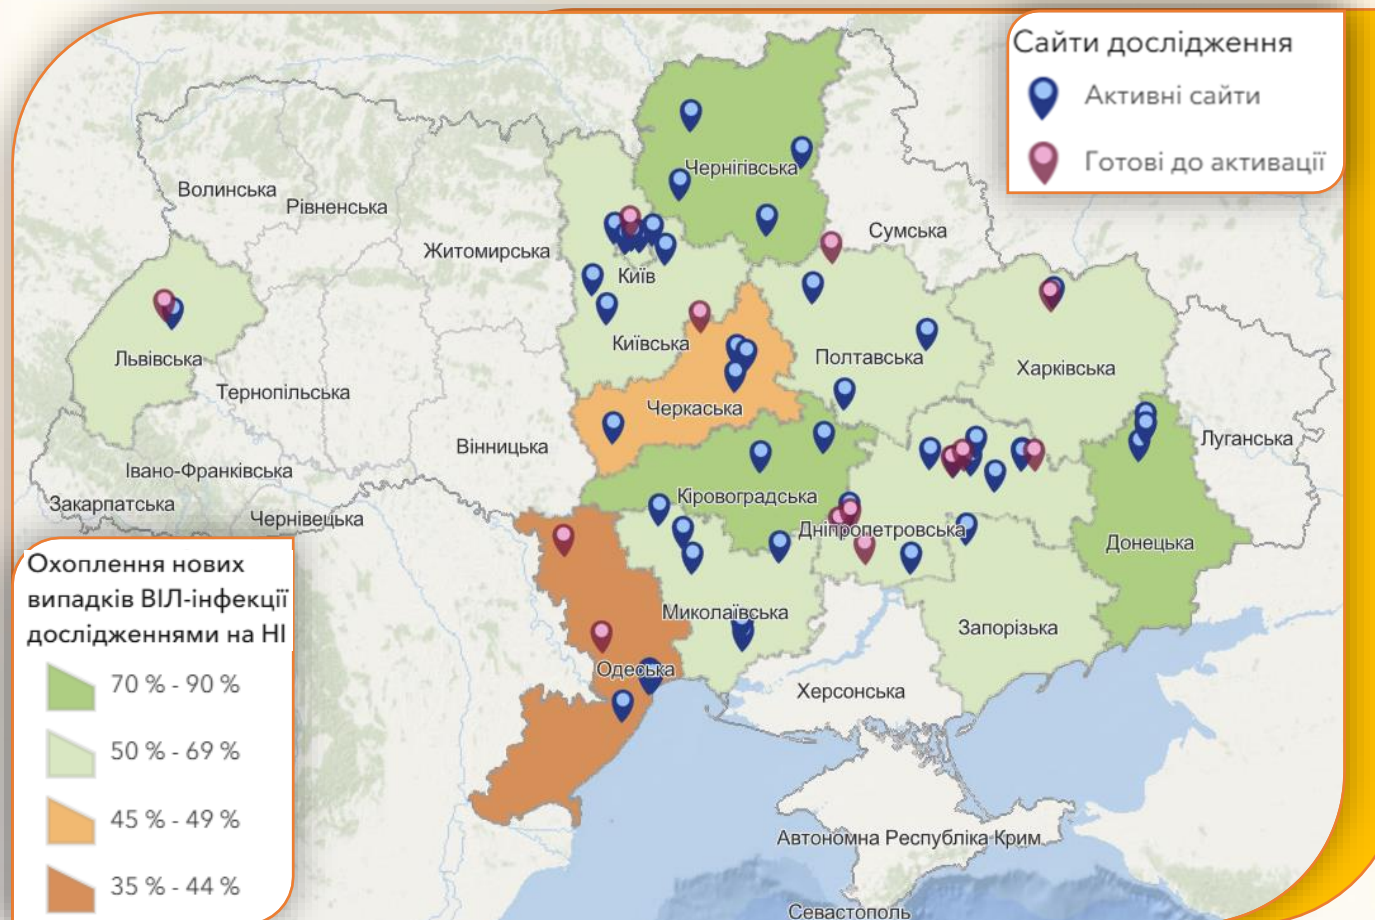 Сайти дослідження
Активні сайти
Готові до активації
Чернігівська
Волинська
Рівненська
Сумська
Житомирська
Київ
Київська
Львівська
Полтавська
Харківська
Тернопільська
Черкаська
Вінницька
Луганська
Івано-Франківська
Закарпатська
Кіровоградська
Чернівецька
Дніпропетровська
Донецька
Миколаївська
Запорізька
Одеська
Херсонська
Автономна Республіка Крим
Севастополь
Охоплення нових
випадків ВІЛ-інфекції
дослідженнями на НІ
70 % - 90 %
50 % - 69 %
45 % - 49 %
35 % - 44 %